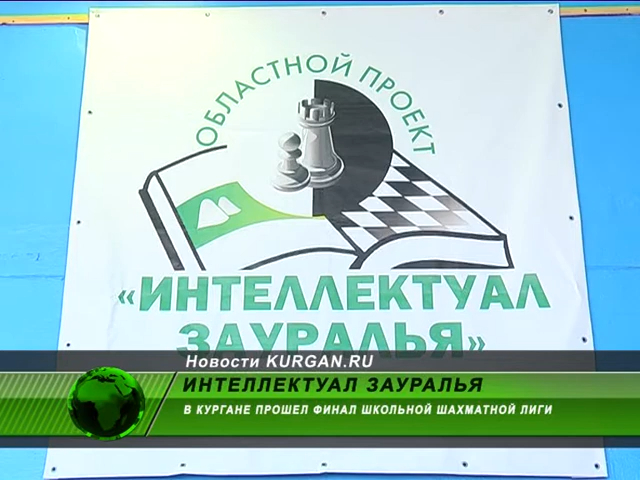 ОБЛАСТНОЙ ПРОЕКТ
«ИНТЕЛЛЕКТУАЛ
ЗАУРАЛЬЯ»
Новости KURGAN.RU
ИНТЕЛЛЕКТУАЛ ЗАУРАЛЬЯ
В КУРГАНЕ ПРОШЕЛ ФИНАЛ ШКОЛЬНОЙ ШАХМАТНОЙ ЛИГИ